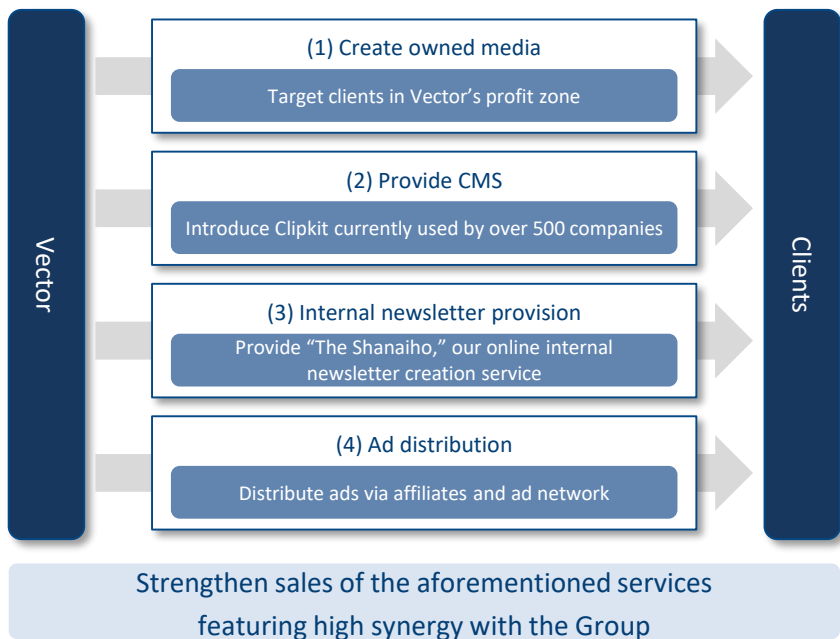 Vector
(1) Create owned media
Target clients in Vector’s profit zone
(2) Provide CMS
Introduce Clipkit currently used by over 500 companies
(3) Internal newsletter provision
Provide “The Shanaiho,” our online internal
newsletter creation service
(4) Ad distribution
Distribute ads via affiliates and ad network
Clients
Strengthen sales of the aforementioned services
featuring high synergy with the Group